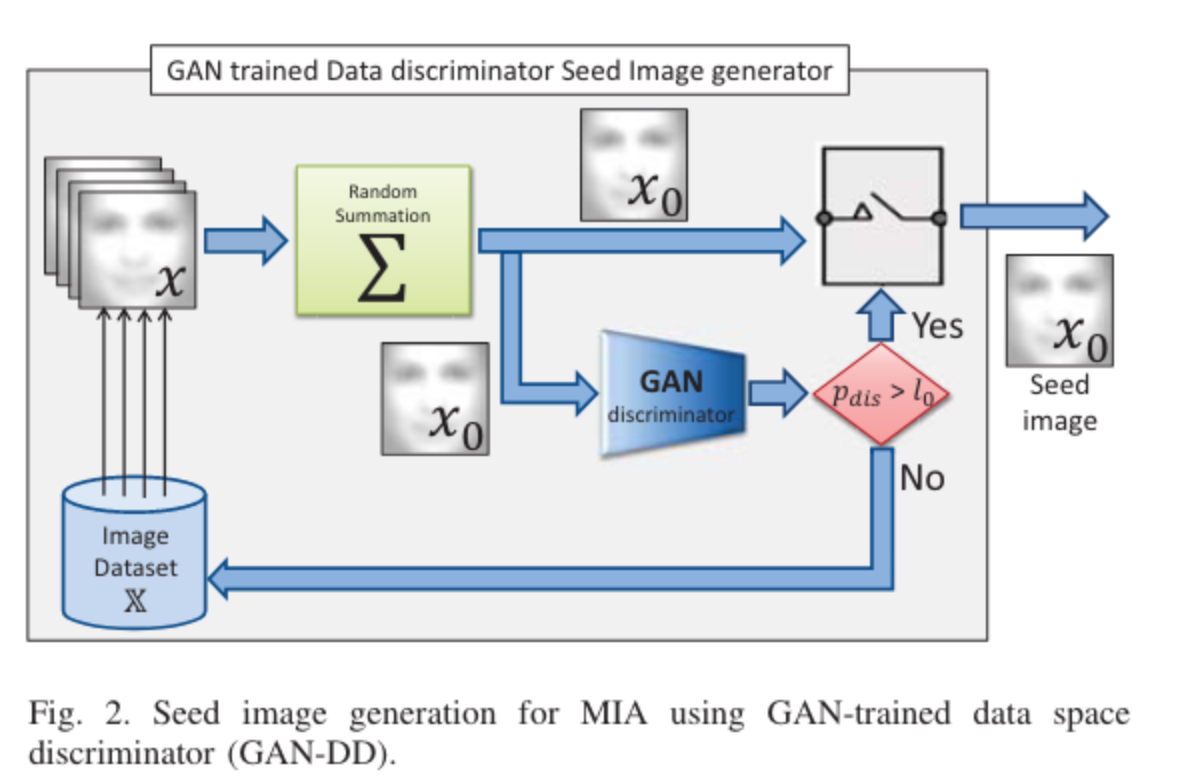 GAN trained Data discriminator Seed Image generator
x
Random
Summation
Σ
x₀
x₀
GAN
discriminator
p_dis > l₀
Yes
No
x₀
Seed
image
Image
Dataset
𝕏
Fig. 2. Seed image generation for MIA using GAN-trained data space
discriminator (GAN-DD).